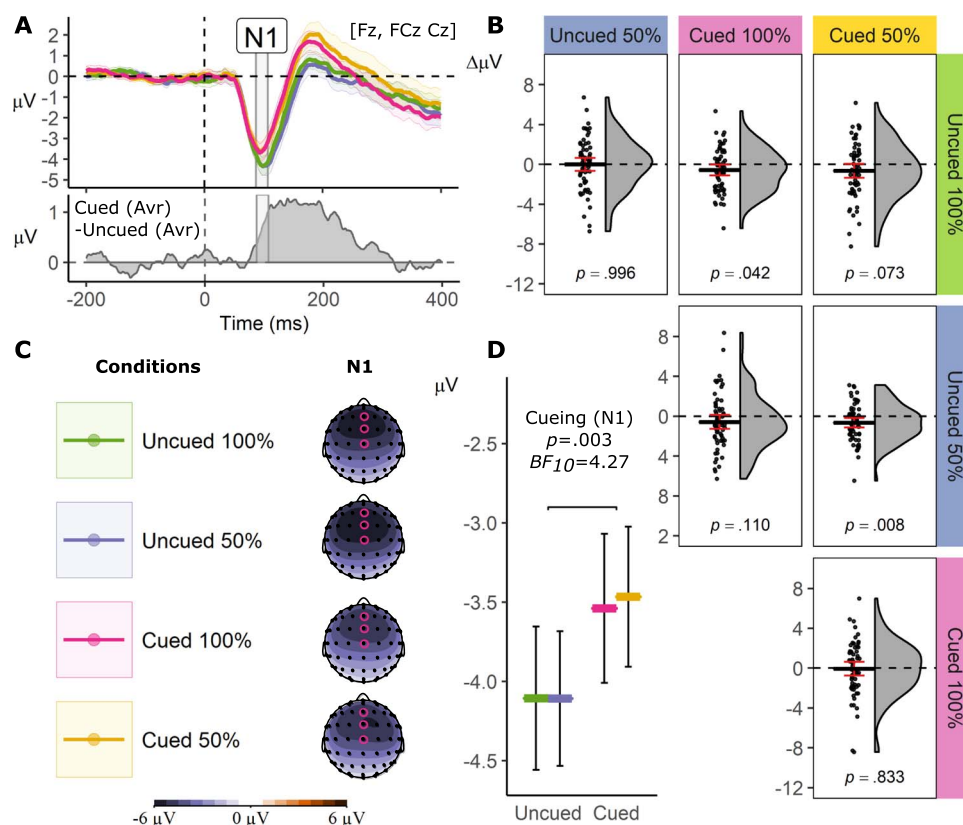 A
N1
[Fz, FCz Cz]
μV
2
1
0
-1
-2
-3
-4
-5
Cued (Avr)
-Uncued (Avr)
μV
1
0
-200
0
200
400
Time (ms)
B
Uncued 50%
Cued 100%
Cued 50%
ΔμV
8
4
0
-4
-8
-12
p = .996
p = .042
p = .073
Uncued 100%
8
4
0
4
8
2
p = .110
p = .008
Uncued 50%
8
4
0
-4
-8
-12
p = .833
Cued 100%
C
Conditions
N1
Uncued 100%
Uncued 50%
Cued 100%
Cued 50%
-6 μV
0 μV
6 μV
D
μV
Cueing (N1)
p=.003
BF10=4.27
-2.5
-3.0
-3.5
-4.0
-4.5
Uncued
Cued